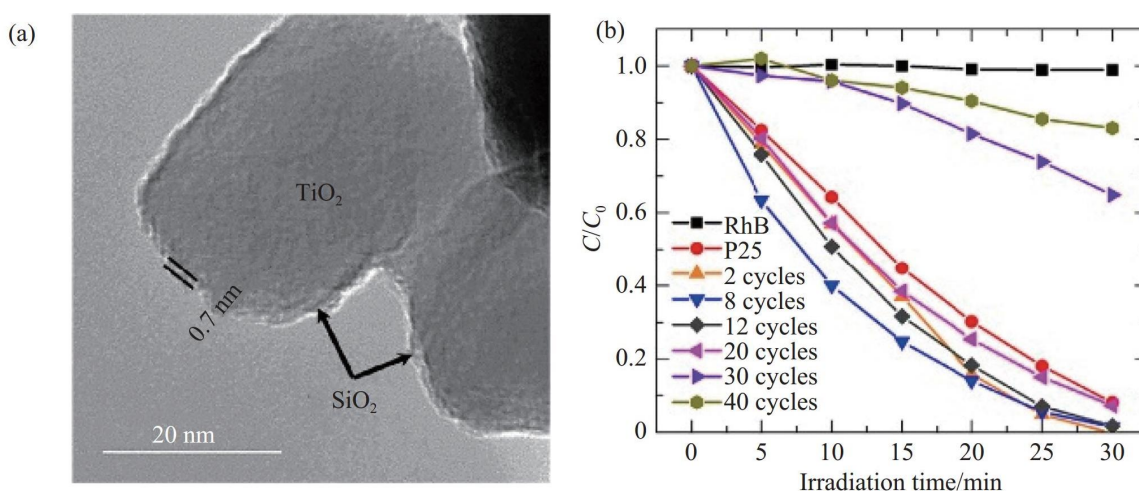 (a)
TiO₂
0.7 nm
SiO₂
20 nm
(b)
C/C₀
1.0
0.8
0.6
0.4
0.2
0
RhB
P25
2 cycles
8 cycles
12 cycles
20 cycles
30 cycles
40 cycles
0 5 10 15 20 25 30
Irradiation time/min